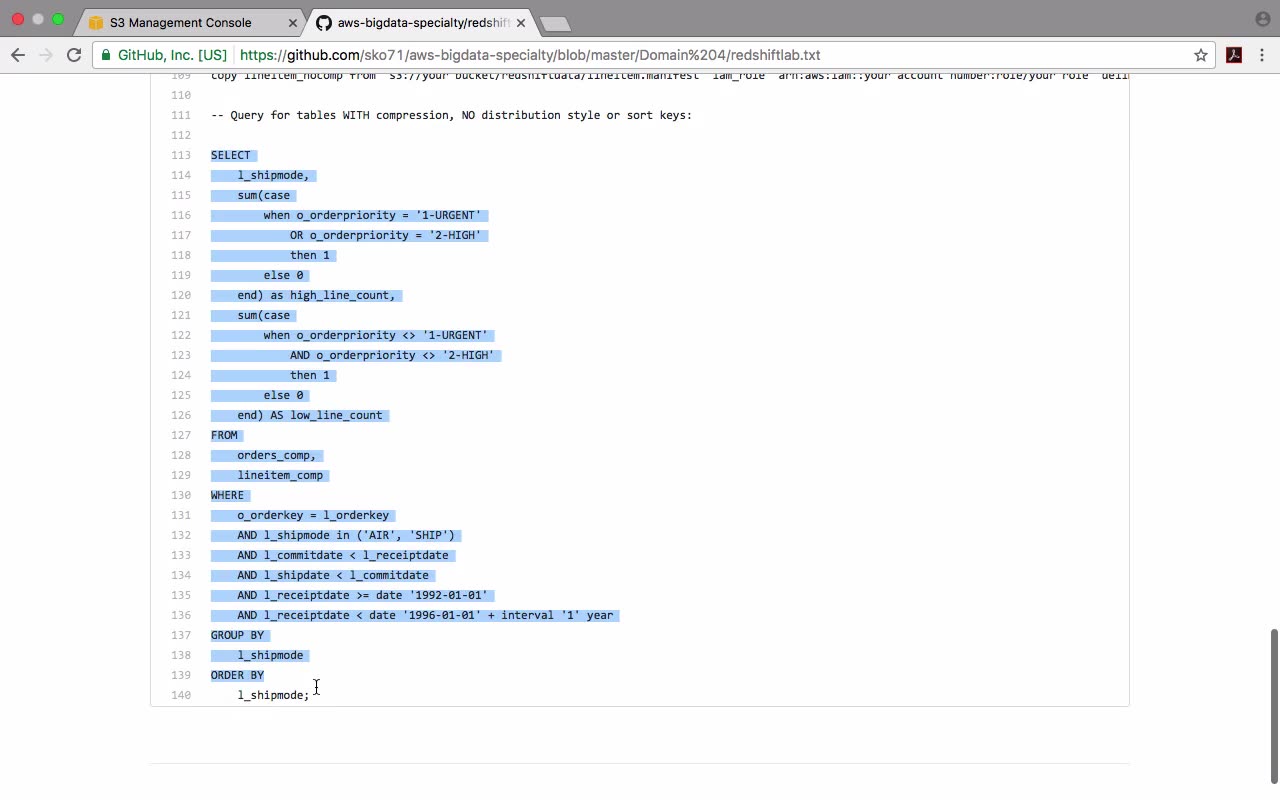 S3 Management Console
aws-bigdata-specialty/redshift
GitHub, Inc. [US]
https://github.com/sko71/aws-bigdata-specialty/blob/master/Domain%204/redshiftlab.txt
109 copy lineitem_nocomp from 's3://your bucket/redshiftdata/lineitem.manifest' iam_role 'arn:aws:iam::your account number:role/your role' deli
110
111 -- Query for tables WITH compression, NO distribution style or sort keys:
112
113 SELECT
114 l_shipmode,
115 sum(case
116 when o_orderpriority = '1-URGENT'
117 OR o_orderpriority = '2-HIGH'
118 then 1
119 else 0
120 end) as high_line_count,
121 sum(case
122 when o_orderpriority <> '1-URGENT'
123 AND o_orderpriority <> '2-HIGH'
124 then 1
125 else 0
126 end) AS low_line_count
127 FROM
128 orders_comp,
129 lineitem_comp
130 WHERE
131 o_orderkey = l_orderkey
132 AND l_shipmode in ('AIR', 'SHIP')
133 AND l_commitdate < l_receiptdate
134 AND l_shipdate < l_commitdate
135 AND l_receiptdate >= date '1992-01-01'
136 AND l_receiptdate < date '1996-01-01' + interval '1' year
137 GROUP BY
138 l_shipmode
139 ORDER BY
140 l_shipmode;